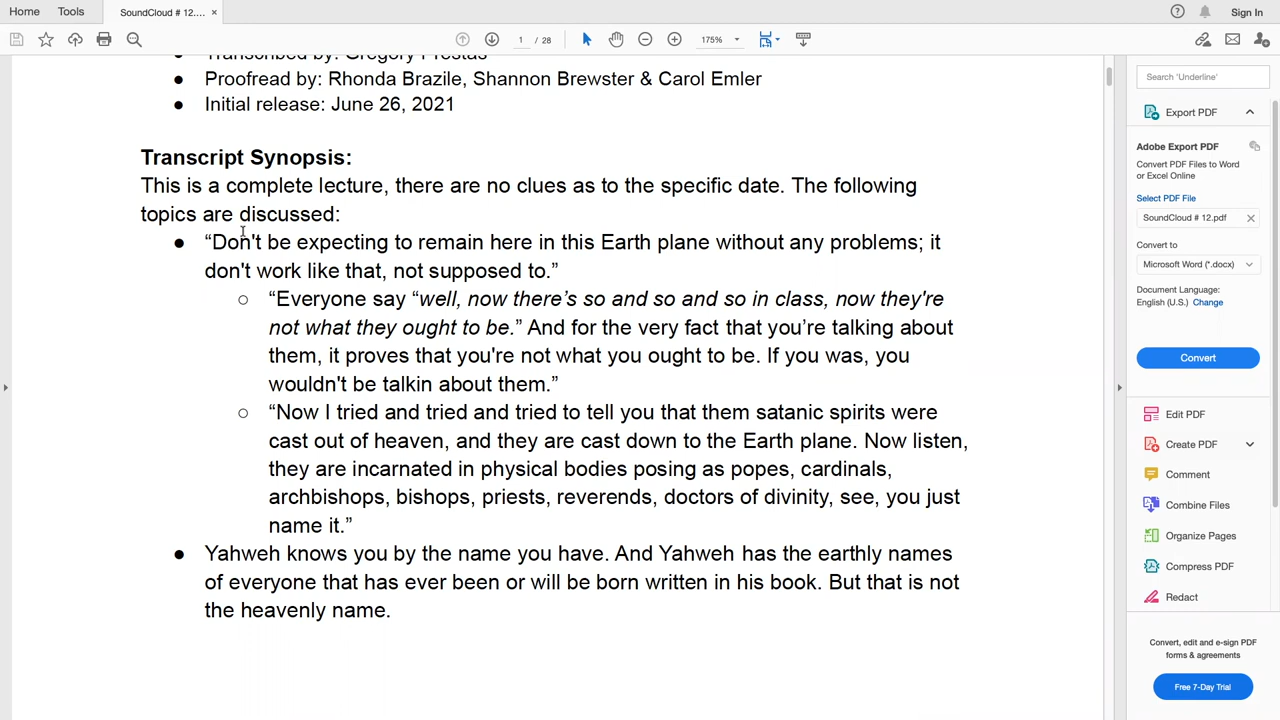 Home Tools SoundCloud # 12.... × Sign In
1 / 28 175%
Transcribed by: Gregory Prestas
● Proofread by: Rhonda Brazile, Shannon Brewster & Carol Emler
● Initial release: June 26, 2021
Transcript Synopsis:
This is a complete lecture, there are no clues as to the specific date. The following
topics are discussed:
● “Don't be expecting to remain here in this Earth plane without any problems; it
don't work like that, not supposed to.”
○ “Everyone say “well, now there’s so and so and so in class, now they're
not what they ought to be.” And for the very fact that you’re talking about
them, it proves that you're not what you ought to be. If you was, you
wouldn't be talkin about them.”
○ “Now I tried and tried and tried to tell you that them satanic spirits were
cast out of heaven, and they are cast down to the Earth plane. Now listen,
they are incarnated in physical bodies posing as popes, cardinals,
archbishops, bishops, priests, reverends, doctors of divinity, see, you just
name it.”
● Yahweh knows you by the name you have. And Yahweh has the earthly names
of everyone that has ever been or will be born written in his book. But that is not
the heavenly name.
Search 'Underline'
Export PDF
Adobe Export PDF
Convert PDF Files to Word
or Excel Online
Select PDF File
SoundCloud # 12.pdf ×
Convert to
Microsoft Word (*.docx)
Document Language:
English (U.S.) Change
Convert
Edit PDF
Create PDF
Comment
Combine Files
Organize Pages
Compress PDF
Redact
Convert, edit and e-sign PDF
forms & agreements
Free 7-Day Trial